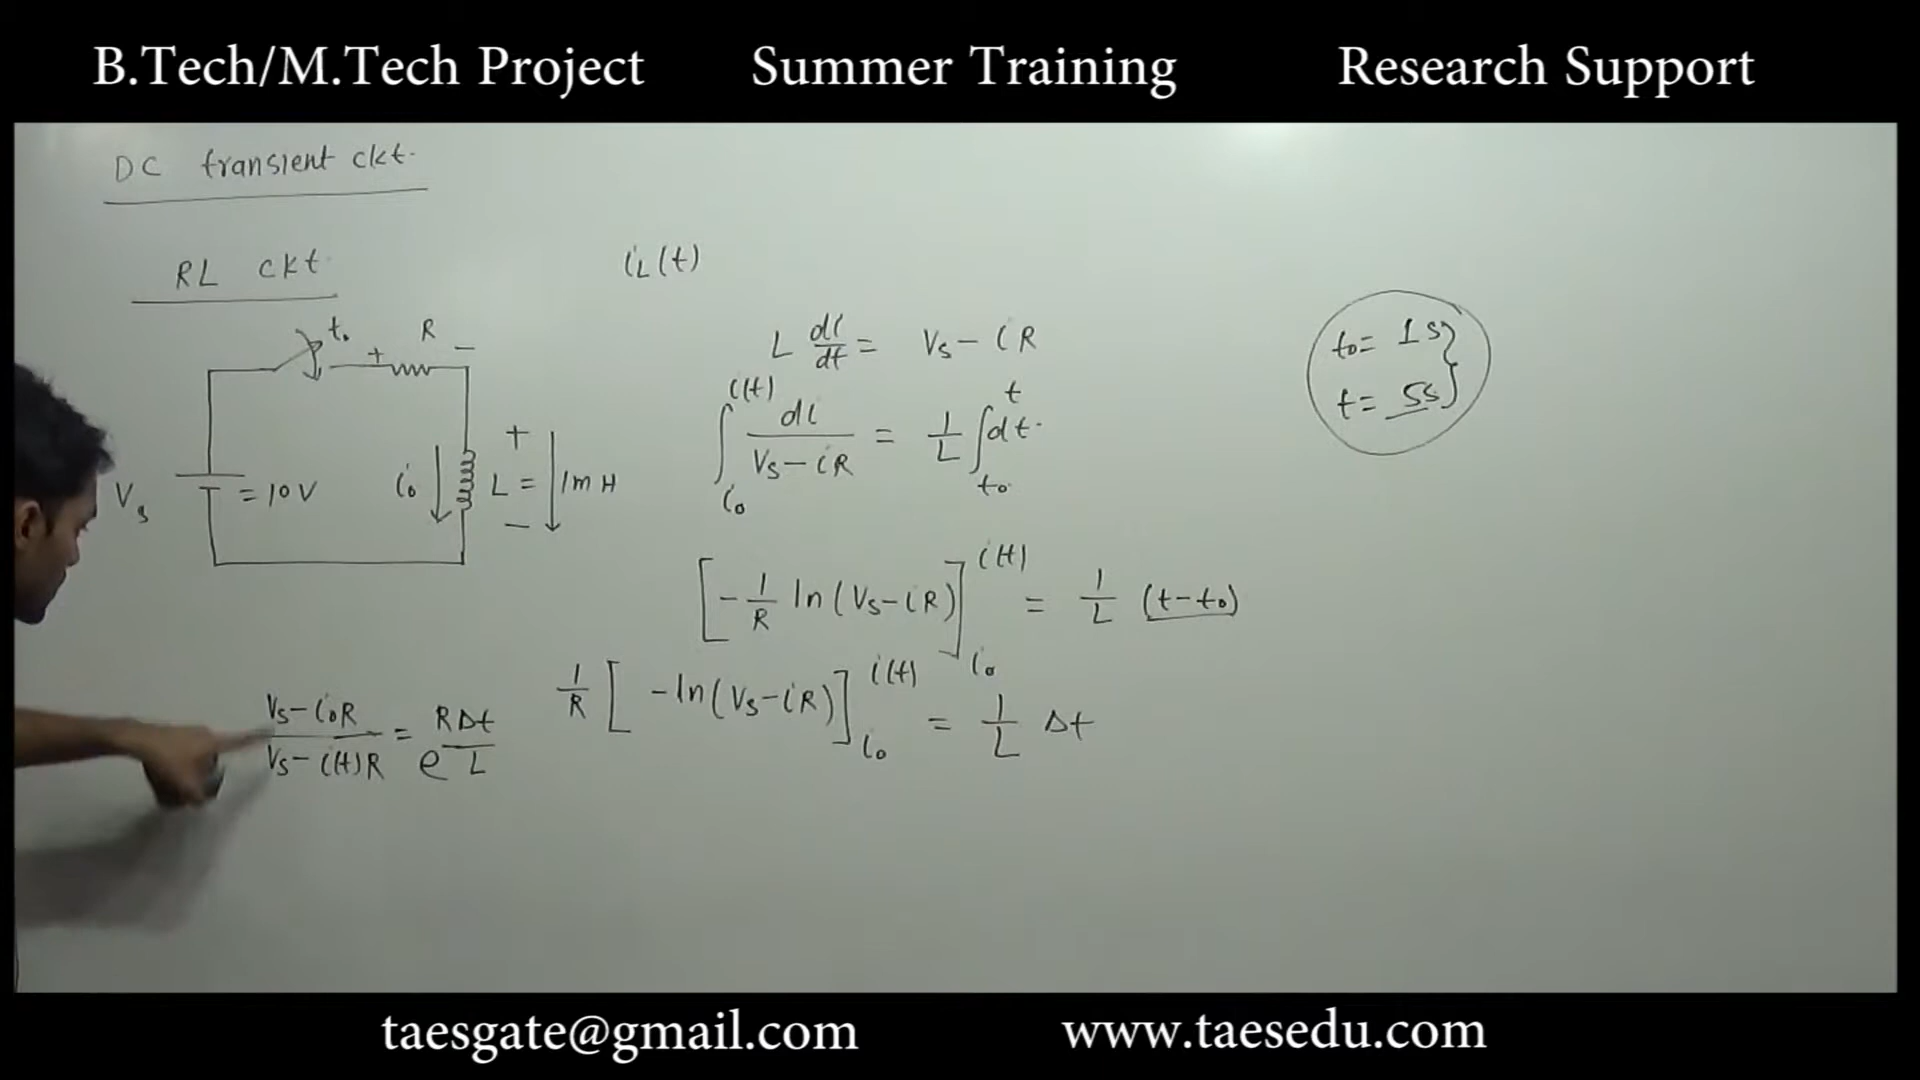 B.Tech/M.Tech Project Summer Training Research Support
DC transient ckt.
RL ckt
iL(t)
t0
R
+ -
Vs = 10V
i0
+
L = 1mH
-
L di/dt = Vs - iR
∫_{i0}^{i(t)} di/(Vs - iR) = 1/L ∫_{t0}^{t} dt.
[-1/R ln(Vs - iR)]_{i0}^{i(t)} = 1/L (t - t0)
1/R [-ln(Vs - iR)]_{i0}^{i(t)} = 1/L Δt
(Vs - i0R)/(Vs - i(t)R) = e^{RΔt/L}
t0 = 1s
t = 5s
taesgate@gmail.com www.taesedu.com